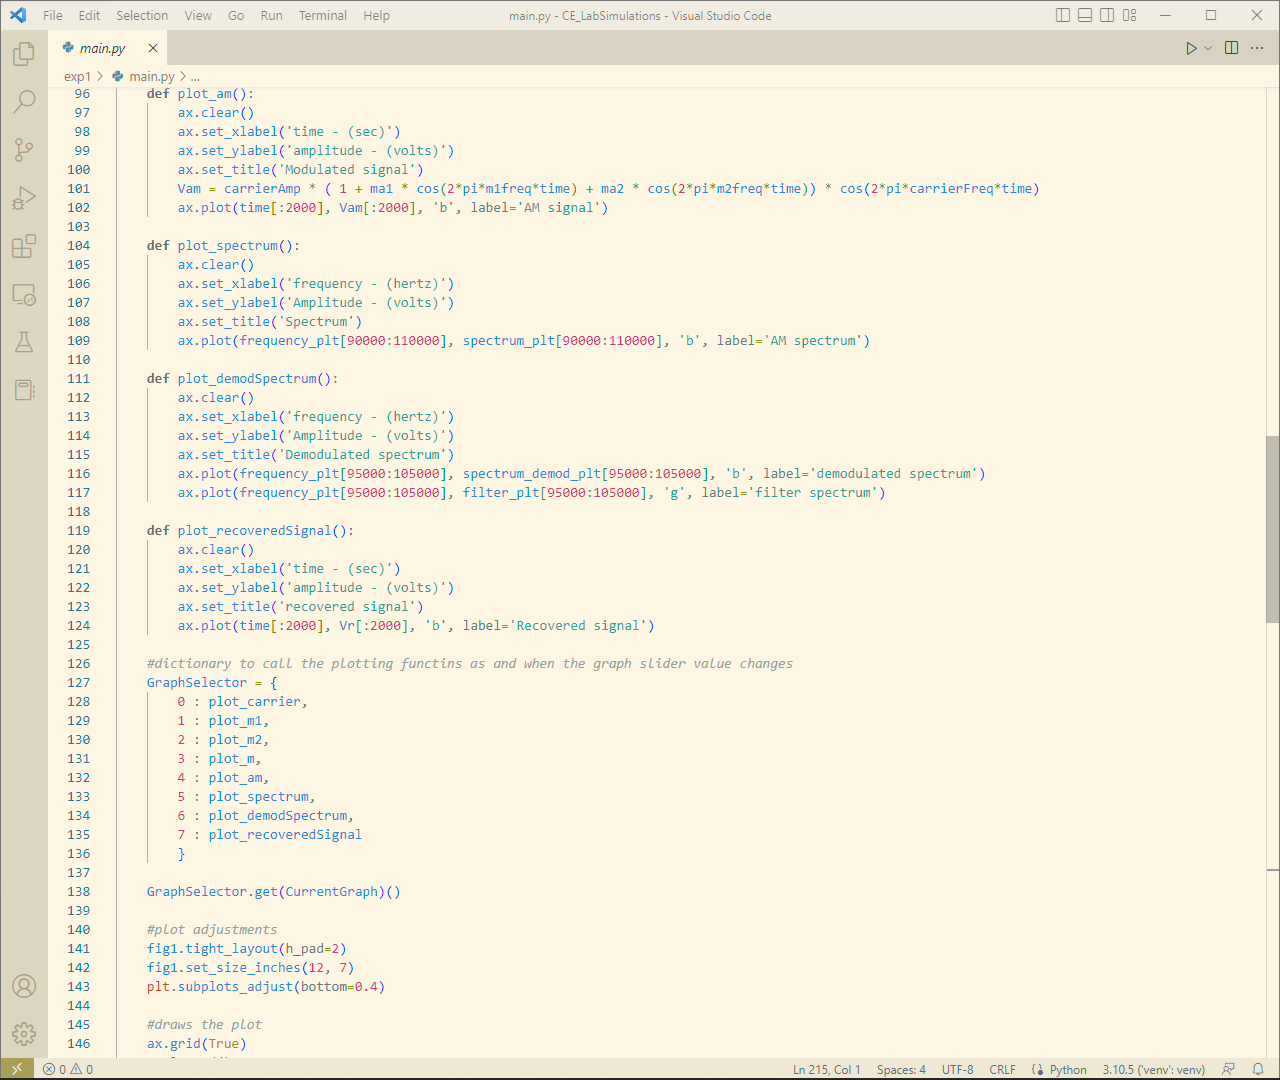 File Edit Selection View Go Run Terminal Help main.py - CE_LabSimulations - Visual Studio Code
main.py
exp1 > main.py > ...
96 def plot_am():
97 ax.clear()
98 ax.set_xlabel('time - (sec)')
99 ax.set_ylabel('amplitude - (volts)')
100 ax.set_title('Modulated signal')
101 Vam = carrierAmp * ( 1 + ma1 * cos(2*pi*m1freq*time) + ma2 * cos(2*pi*m2freq*time)) * cos(2*pi*carrierFreq*time)
102 ax.plot(time[:2000], Vam[:2000], 'b', label='AM signal')
103
104 def plot_spectrum():
105 ax.clear()
106 ax.set_xlabel('frequency - (hertz)')
107 ax.set_ylabel('Amplitude - (volts)')
108 ax.set_title('Spectrum')
109 ax.plot(frequency_plt[90000:110000], spectrum_plt[90000:110000], 'b', label='AM spectrum')
110
111 def plot_demodSpectrum():
112 ax.clear()
113 ax.set_xlabel('frequency - (hertz)')
114 ax.set_ylabel('Amplitude - (volts)')
115 ax.set_title('Demodulated spectrum')
116 ax.plot(frequency_plt[95000:105000], spectrum_demod_plt[95000:105000], 'b', label='demodulated spectrum')
117 ax.plot(frequency_plt[95000:105000], filter_plt[95000:105000], 'g', label='filter spectrum')
118
119 def plot_recoveredSignal():
120 ax.clear()
121 ax.set_xlabel('time - (sec)')
122 ax.set_ylabel('amplitude - (volts)')
123 ax.set_title('recovered signal')
124 ax.plot(time[:2000], Vr[:2000], 'b', label='Recovered signal')
125
126 #dictionary to call the plotting functins as and when the graph slider value changes
127 GraphSelector = {
128 0 : plot_carrier,
129 1 : plot_m1,
130 2 : plot_m2,
131 3 : plot_m,
132 4 : plot_am,
133 5 : plot_spectrum,
134 6 : plot_demodSpectrum,
135 7 : plot_recoveredSignal
136 }
137
138 GraphSelector.get(CurrentGraph)()
139
140 #plot adjustments
141 fig1.tight_layout(h_pad=2)
142 fig1.set_size_inches(12, 7)
143 plt.subplots_adjust(bottom=0.4)
144
145 #draws the plot
146 ax.grid(True)
0 0 Ln 215, Col 1 Spaces: 4 UTF-8 CRLF Python 3.10.5 ('venv': venv)